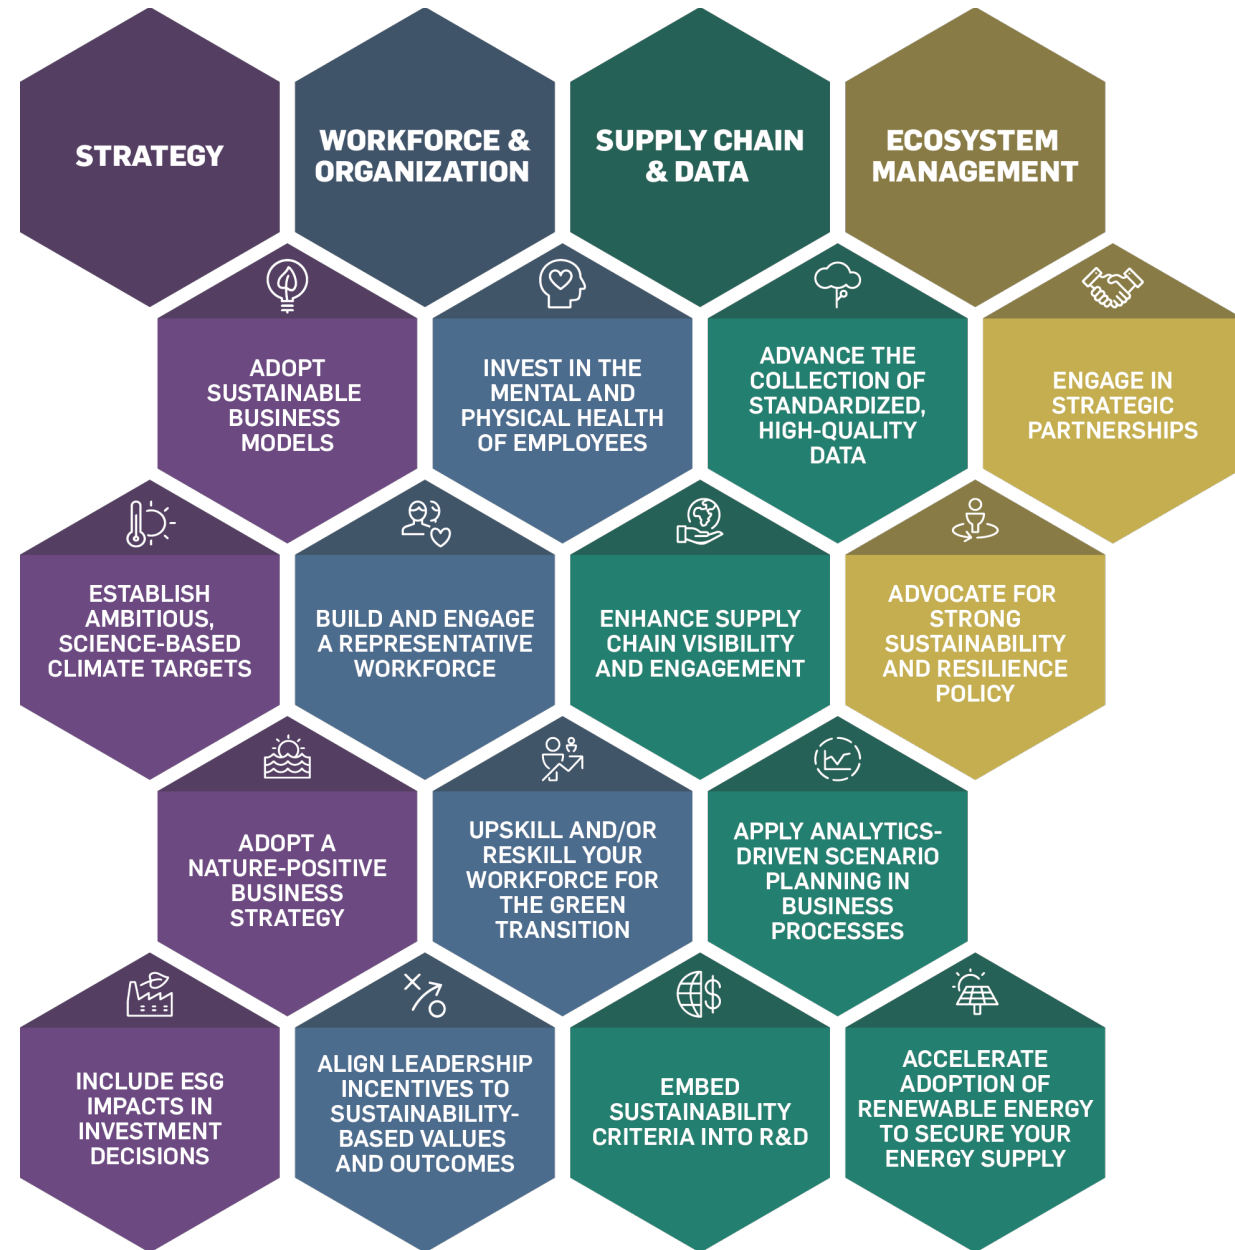 STRATEGY
WORKFORCE &
ORGANIZATION
SUPPLY CHAIN
& DATA
ECOSYSTEM
MANAGEMENT
ADOPT
SUSTAINABLE
BUSINESS
MODELS
INVEST IN THE
MENTAL AND
PHYSICAL HEALTH
OF EMPLOYEES
ADVANCE THE
COLLECTION OF
STANDARDIZED,
HIGH-QUALITY
DATA
ENGAGE IN
STRATEGIC
PARTNERSHIPS
ESTABLISH
AMBITIOUS,
SCIENCE-BASED
CLIMATE TARGETS
BUILD AND ENGAGE
A REPRESENTATIVE
WORKFORCE
ENHANCE SUPPLY
CHAIN VISIBILITY
AND ENGAGEMENT
ADVOCATE FOR
STRONG
SUSTAINABILITY
AND RESILIENCE
POLICY
ADOPT A
NATURE-POSITIVE
BUSINESS
STRATEGY
UPSKILL AND/OR
RESKILL YOUR
WORKFORCE FOR
THE GREEN
TRANSITION
APPLY ANALYTICS-
DRIVEN SCENARIO
PLANNING IN
BUSINESS
PROCESSES
INCLUDE ESG
IMPACTS IN
INVESTMENT
DECISIONS
ALIGN LEADERSHIP
INCENTIVES TO
SUSTAINABILITY-
BASED VALUES
AND OUTCOMES
EMBED
SUSTAINABILITY
CRITERIA INTO R&D
ACCELERATE
ADOPTION OF
RENEWABLE ENERGY
TO SECURE YOUR
ENERGY SUPPLY